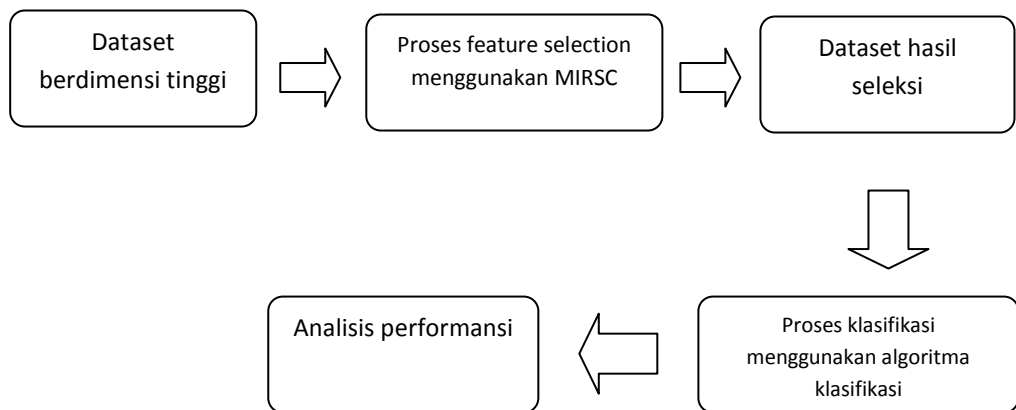 Dataset
berdimensi tinggi
Proses feature selection
menggunakan MIRSC
Dataset hasil
seleksi
Proses klasifikasi
menggunakan algoritma
klasifikasi
Analisis performansi